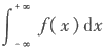 ∫₋∞⁺∞ f( x ) dx